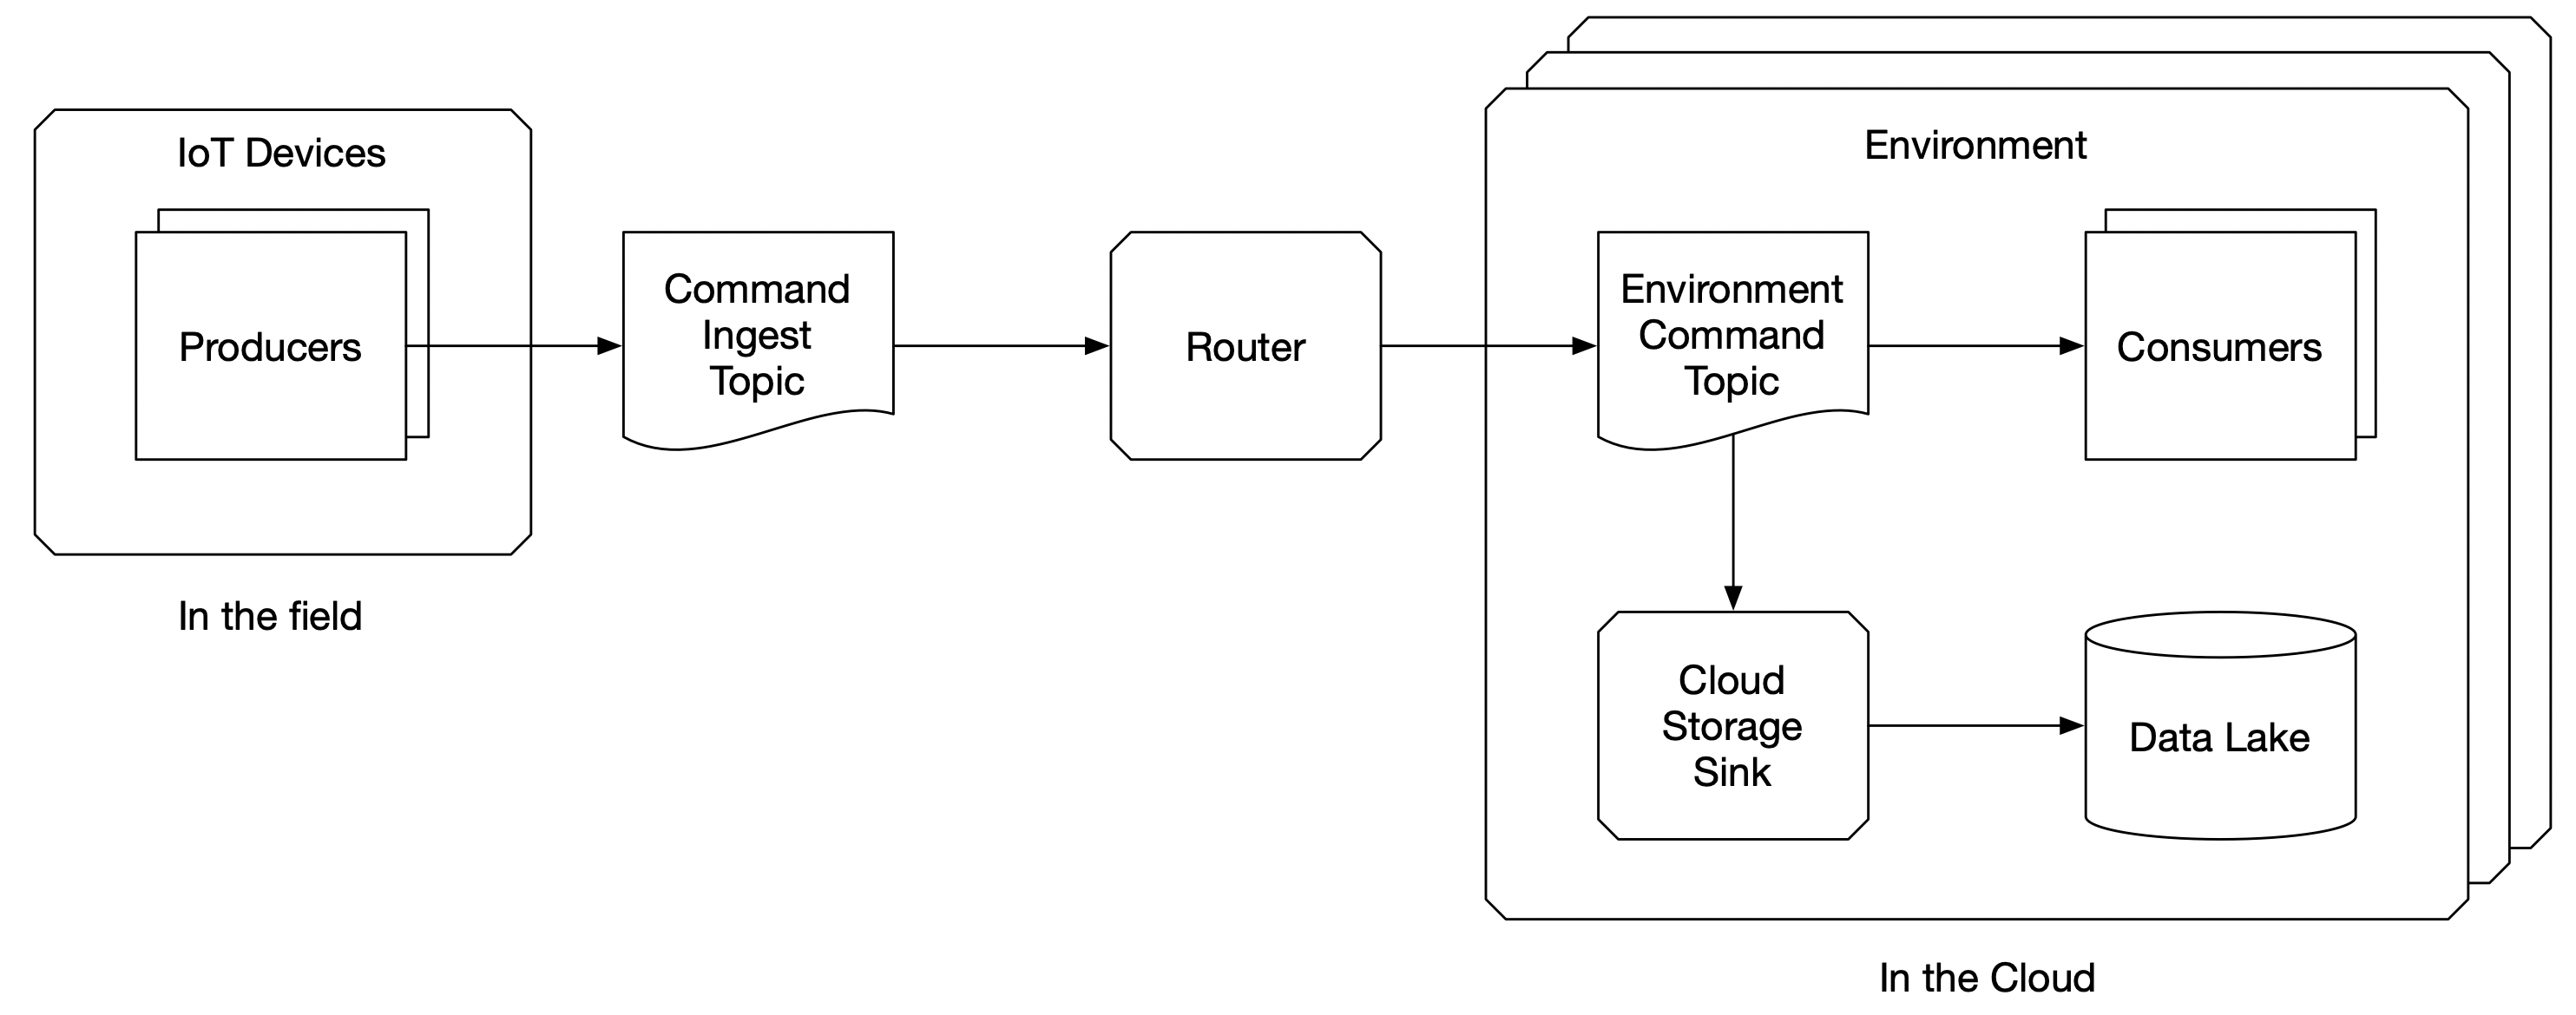 IoT Devices
Producers
In the field
Command
Ingest
Topic
Router
Environment
Environment
Command
Topic
Consumers
Cloud
Storage
Sink
Data Lake
In the Cloud